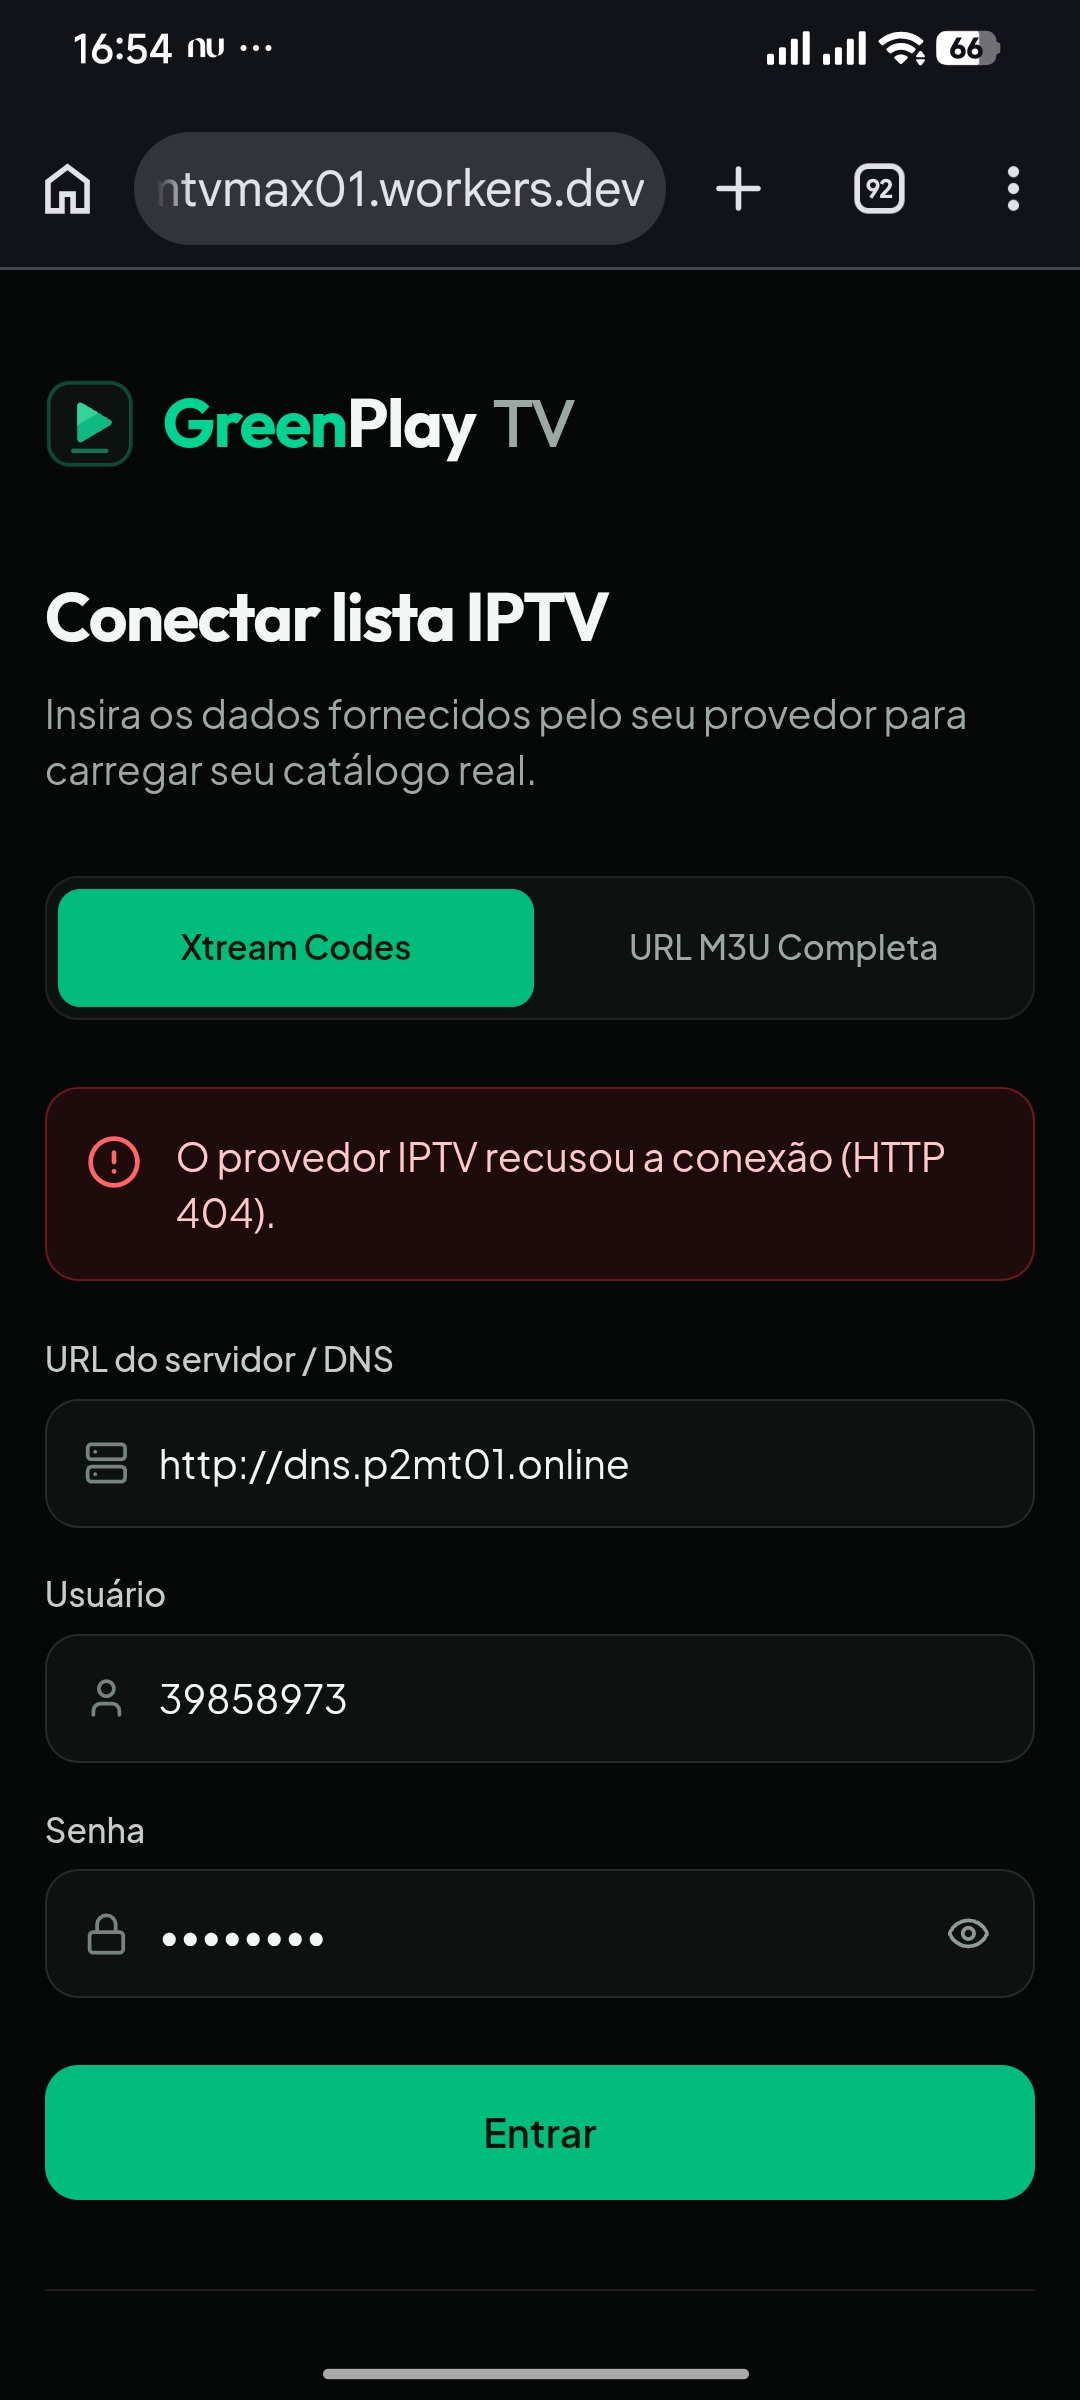 16:54 nu ...
66
ntvmax01.workers.dev
92
GreenPlay TV
Conectar lista IPTV
Insira os dados fornecidos pelo seu provedor para
carregar seu catálogo real.
Xtream Codes
URL M3U Completa
O provedor IPTV recusou a conexão (HTTP
404).
URL do servidor / DNS
http://dns.p2mt01.online
Usuário
39858973
Senha
••••••••
Entrar